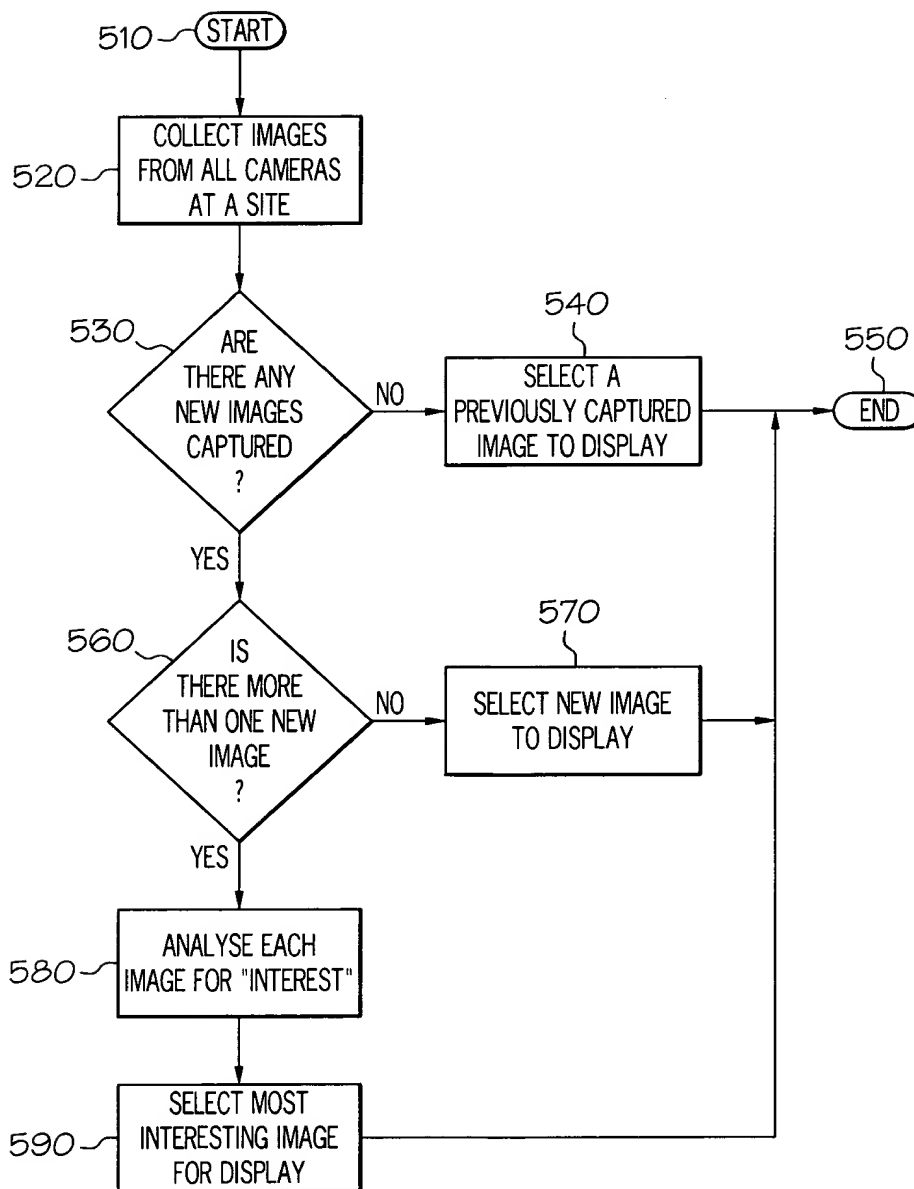 510
START
520
COLLECT IMAGES
FROM ALL CAMERAS
AT A SITE
530
ARE
THERE ANY
NEW IMAGES
CAPTURED
?
NO
540
SELECT A
PREVIOUSLY CAPTURED
IMAGE TO DISPLAY
550
END
YES
560
IS
THERE MORE
THAN ONE NEW
IMAGE
?
NO
570
SELECT NEW IMAGE
TO DISPLAY
YES
580
ANALYSE EACH
IMAGE FOR "INTEREST"
590
SELECT MOST
INTERESTING IMAGE
FOR DISPLAY